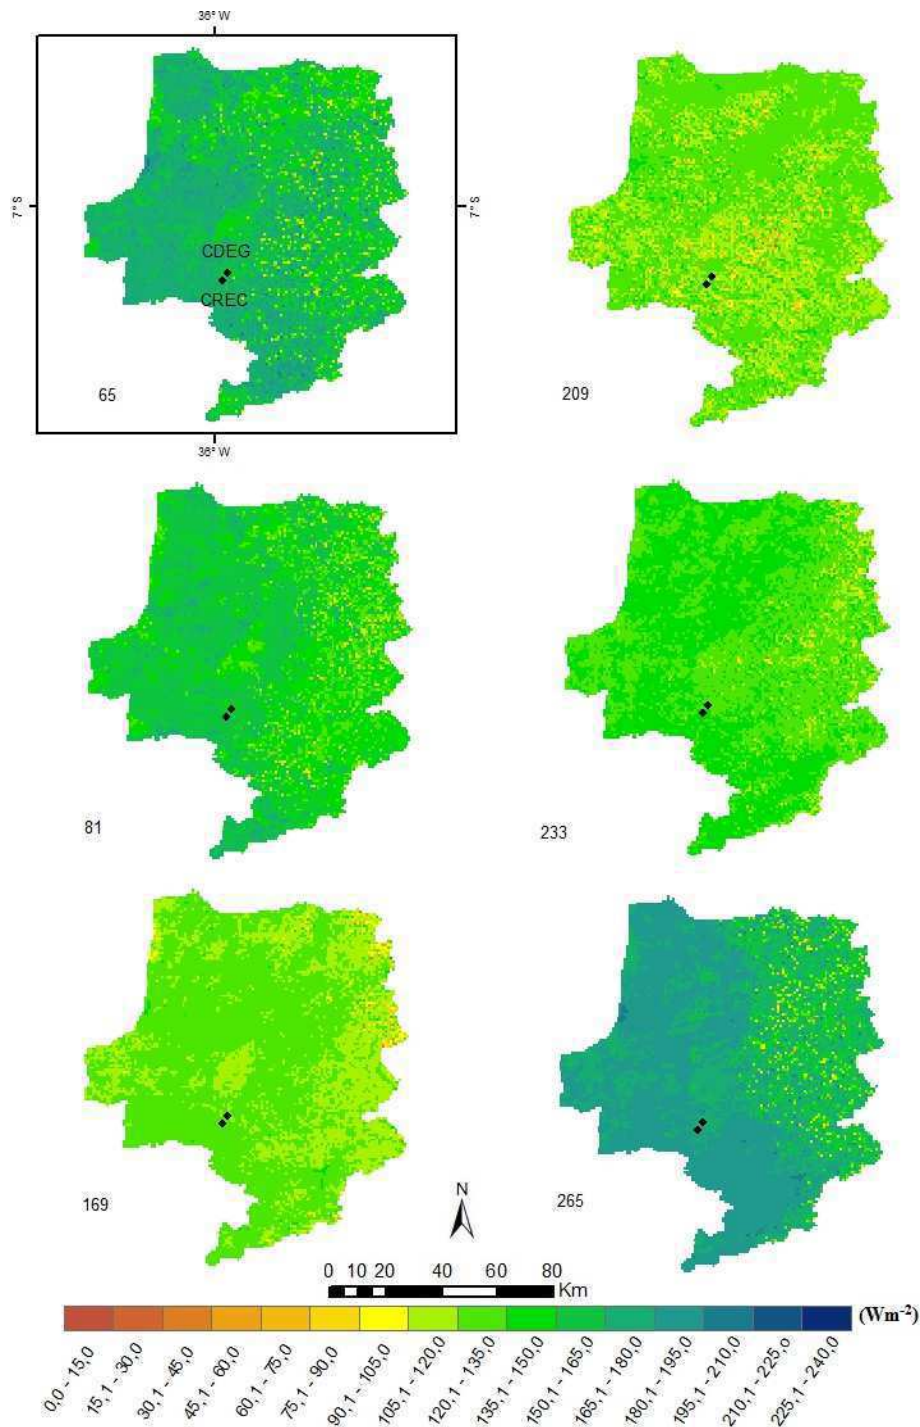 36° W
7° S
7° S
CDEG
CREC
65
209
36° W
81
233
169
265
N
0 10 20 40 60 80
Km
(Wm-2)
0,0 - 15,0
15,1 - 30,0
30,1 - 45,0
45,1 - 60,0
60,1 - 75,0
75,1 - 90,0
90,1 - 105,0
105,1 - 120,0
120,1 - 135,0
135,1 - 150,0
150,1 - 165,0
165,1 - 180,0
180,1 - 195,0
195,1 - 210,0
210,1 - 225,o
225,1 - 240,0